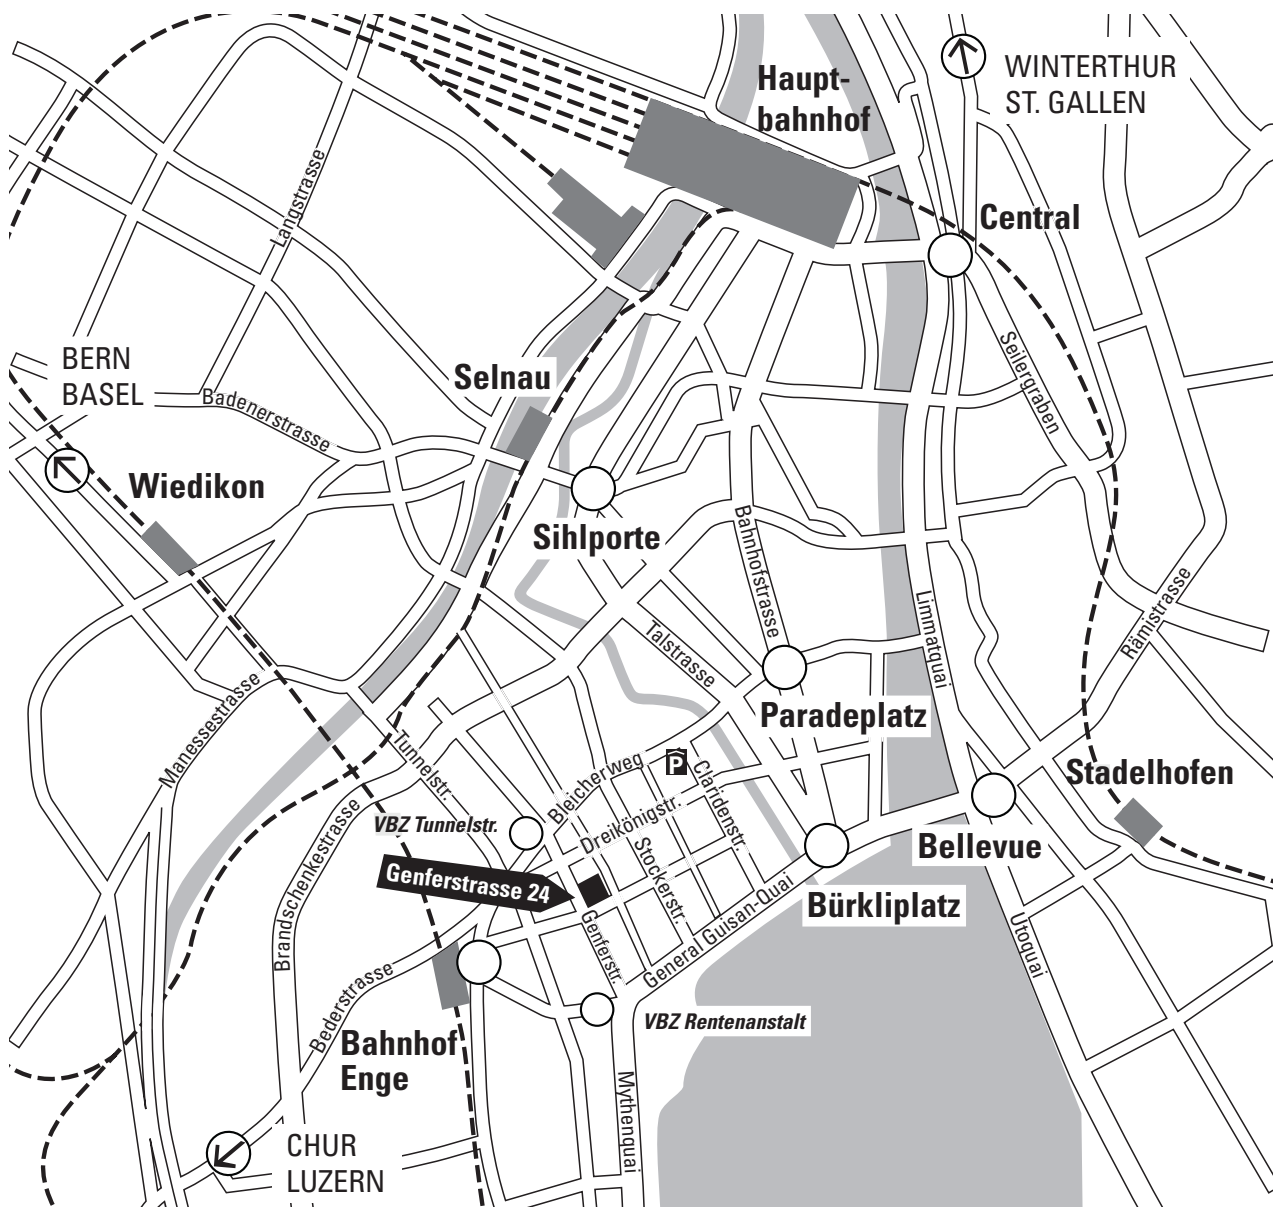 Haupt-
bahnhof
WINTERTHUR
ST. GALLEN
Central
Langstrasse
BERN
BASEL
Badenerstrasse
Selnau
Seilergraben
Wiedikon
Sihlporte
Bahnhofstrasse
Limmatquai
Rämistrasse
Talstrasse
Manessestrasse
Paradeplatz
Tunnelstr.
Bleicherweg
P
Claridenstr.
Stadelhofen
Brandschenkestrasse
VBZ Tunnelstr.
Dreikönigstr.
Stockerstr.
Bellevue
Genferstrasse 24
Bürkliplatz
Genferstr.
General Guisan-Quai
Utoquai
Bederstrasse
VBZ Rentenanstalt
Bahnhof
Enge
Mythenquai
CHUR
LUZERN